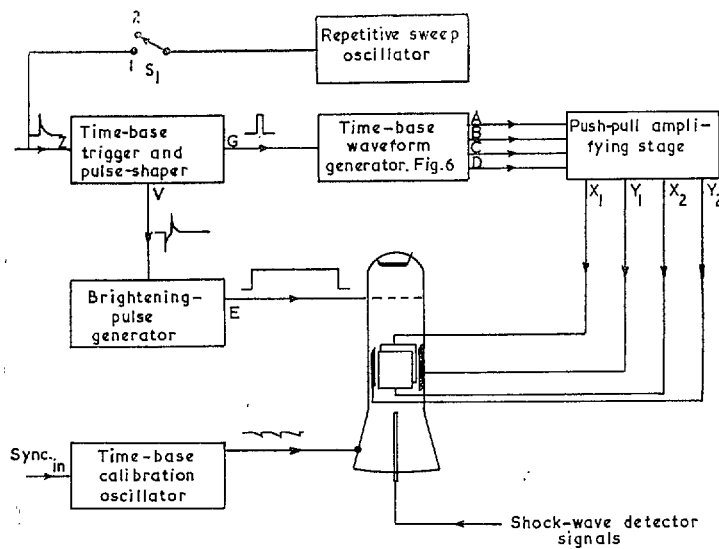 2
1
S1
Repetitive sweep
oscillator
Z
Time-base
trigger and
pulse-shaper
G
Time-base
waveform
generator. Fig.6
A
B
C
D
Push-pull ampli-
fying stage
V
X1
Y1
X2
Y2
Brightening-
pulse
generator
E
Sync.
in
Time-base
calibration
oscillator
Shock-wave detector
signals